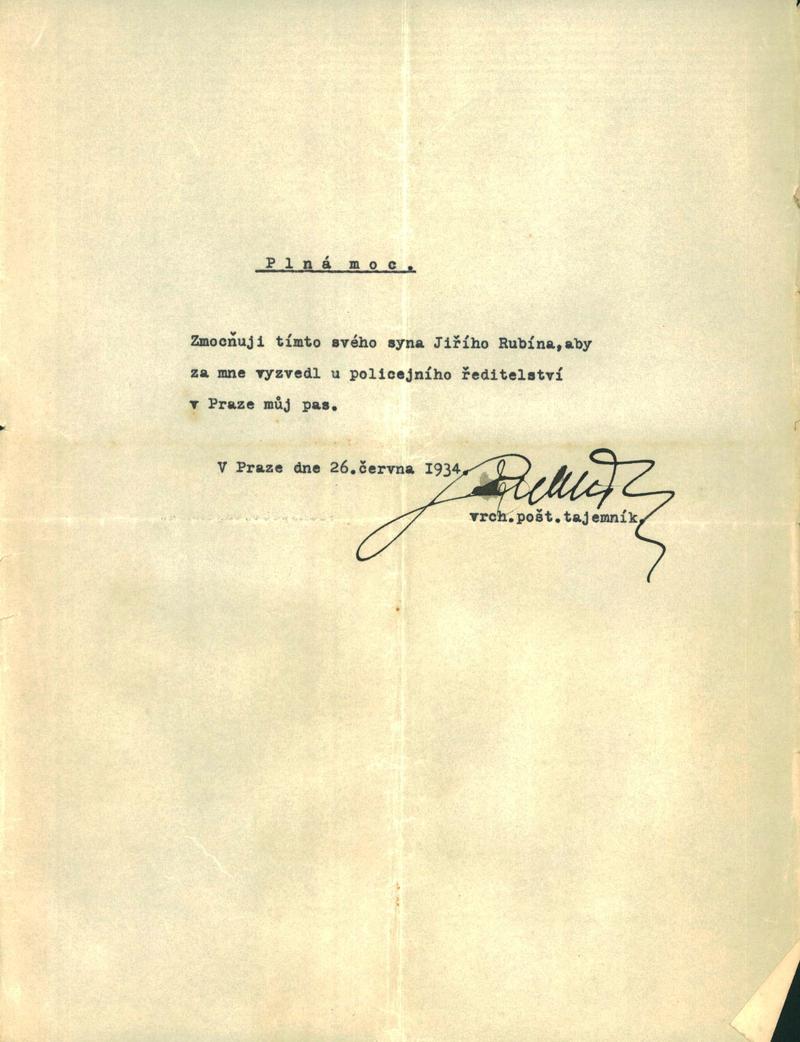 Plná moc.
Zmocňuji tímto svého syna Jiřího Rubína,aby
za mne vyzvedl u policejního ředitelství
v Praze můj pas.
V Praze dne 26.června 1934.
vrch.pošt.tajemník.